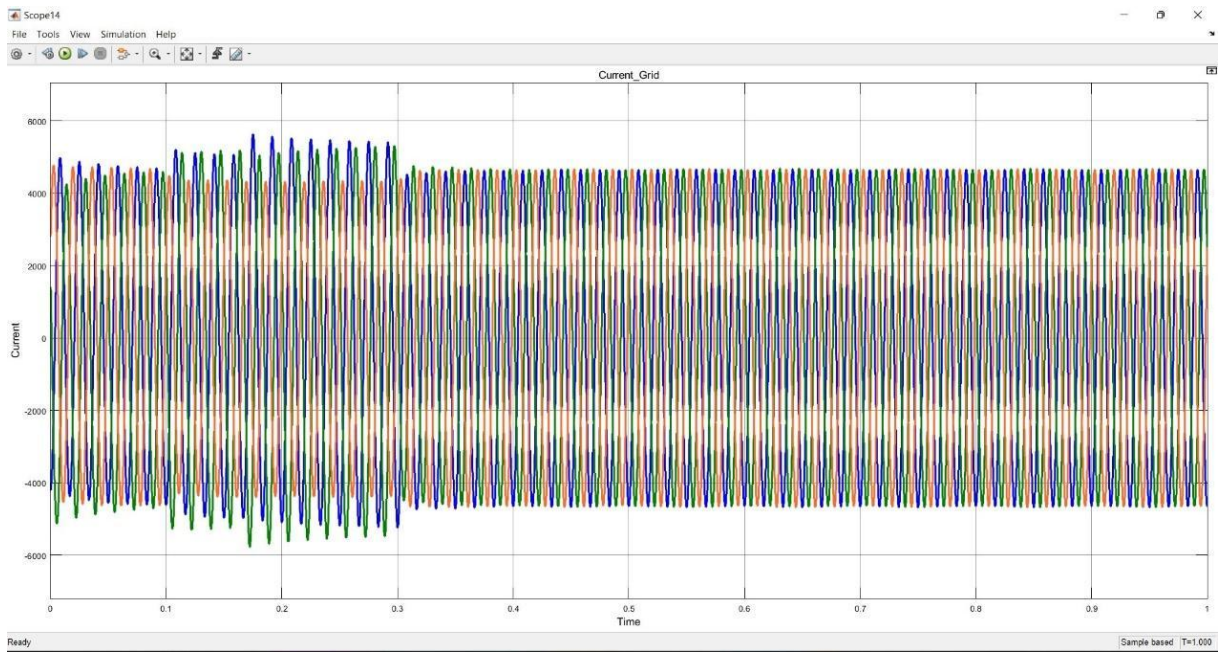 Scope14
File Tools View Simulation Help
Current_Grid
6000
4000
2000
0
-2000
-4000
-6000
Current
0 0.1 0.2 0.3 0.4 0.5 0.6 0.7 0.8 0.9 1
Time
Ready Sample based T=1.000